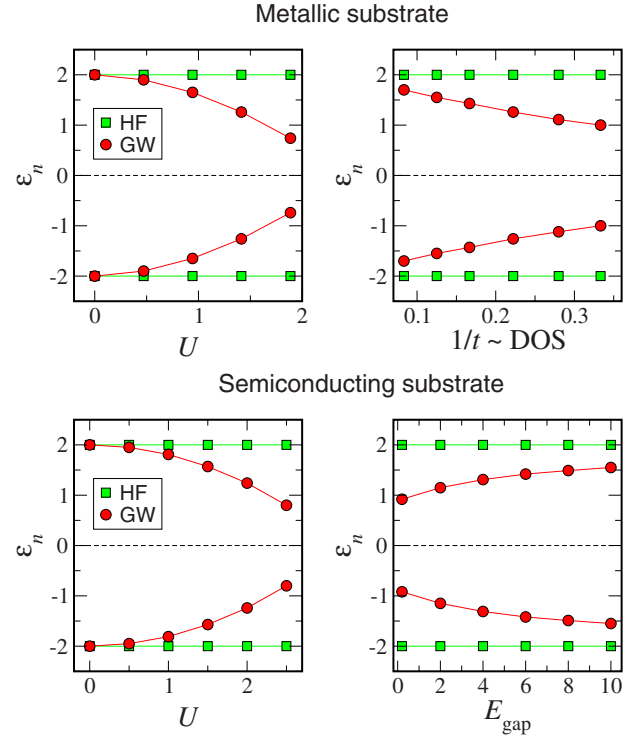 Metallic substrate
εn
2
1
0
-1
-2
HF
GW
0
1
2
U
εn
2
1
0
-1
-2
0.1
0.2
0.3
1/t ~ DOS
Semiconducting substrate
εn
2
1
0
-1
-2
HF
GW
0
1
2
U
εn
2
1
0
-1
-2
0
2
4
6
8
10
Egap